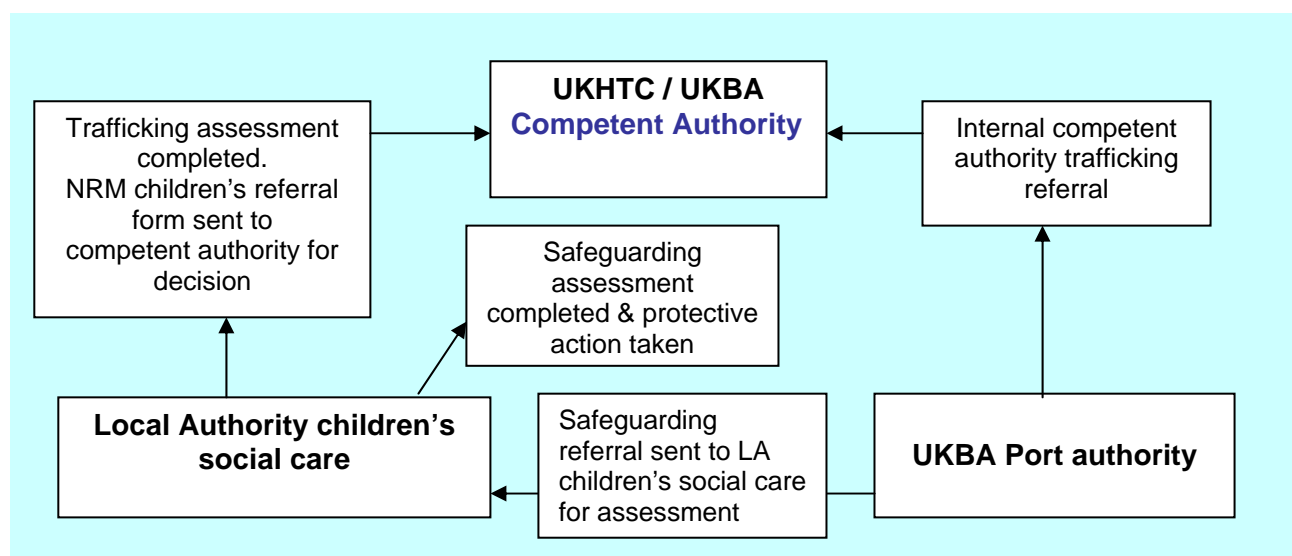 UKHTC / UKBA
Competent Authority
Trafficking assessment
completed.
NRM children's referral
form sent to
competent authority for
decision
Internal competent
authority trafficking
referral
Safeguarding
assessment
completed & protective
action taken
Local Authority children's
social care
Safeguarding
referral sent to LA
children's social care
for assessment
UKBA Port authority